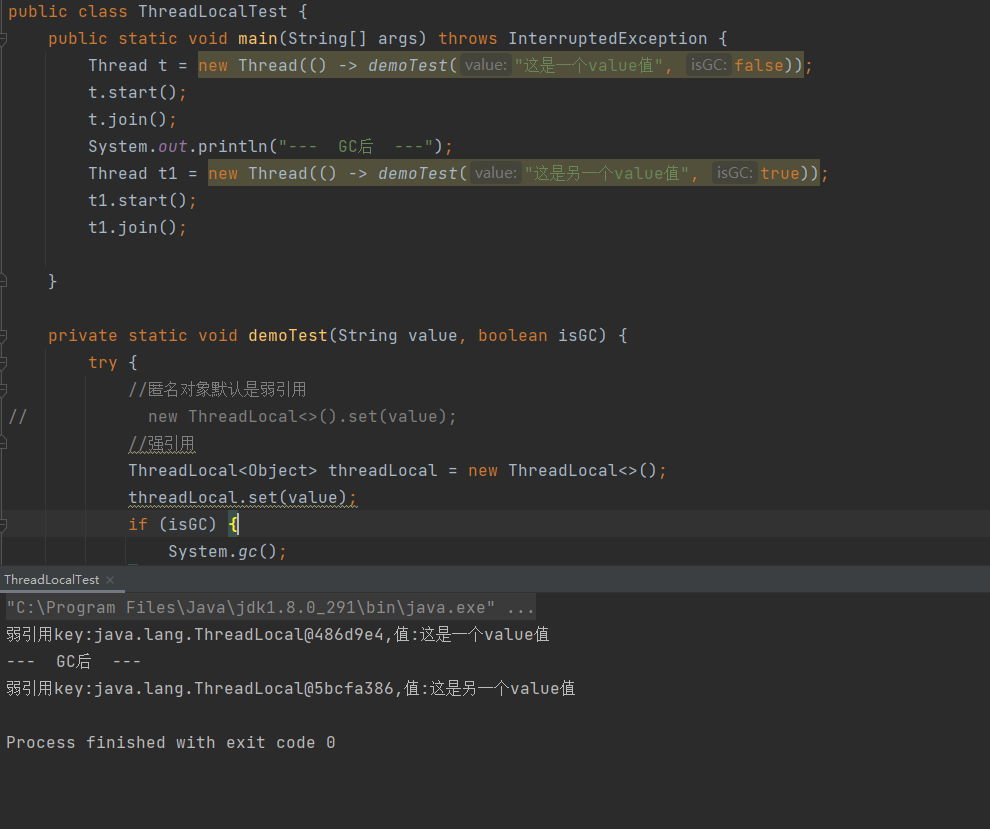 public class ThreadLocalTest {
public static void main(String[] args) throws InterruptedException {
Thread t = new Thread(() -> demoTest( value: "这是一个value值", isGC: false));
t.start();
t.join();
System.out.println("---  GC后  ---");
Thread t1 = new Thread(() -> demoTest( value: "这是另一个value值", isGC: true));
t1.start();
t1.join();
}
private static void demoTest(String value, boolean isGC) {
try {
//匿名对象默认是弱引用
// new ThreadLocal<>().set(value);
//强引用
ThreadLocal<Object> threadLocal = new ThreadLocal<>();
threadLocal.set(value);
if (isGC) {
System.gc();
ThreadLocalTest ×
"C:\Program Files\Java\jdk1.8.0_291\bin\java.exe" ...
弱引用key:java.lang.ThreadLocal@486d9e4,值:这是一个value值
---  GC后  ---
弱引用key:java.lang.ThreadLocal@5bcfa386,值:这是另一个value值
Process finished with exit code 0